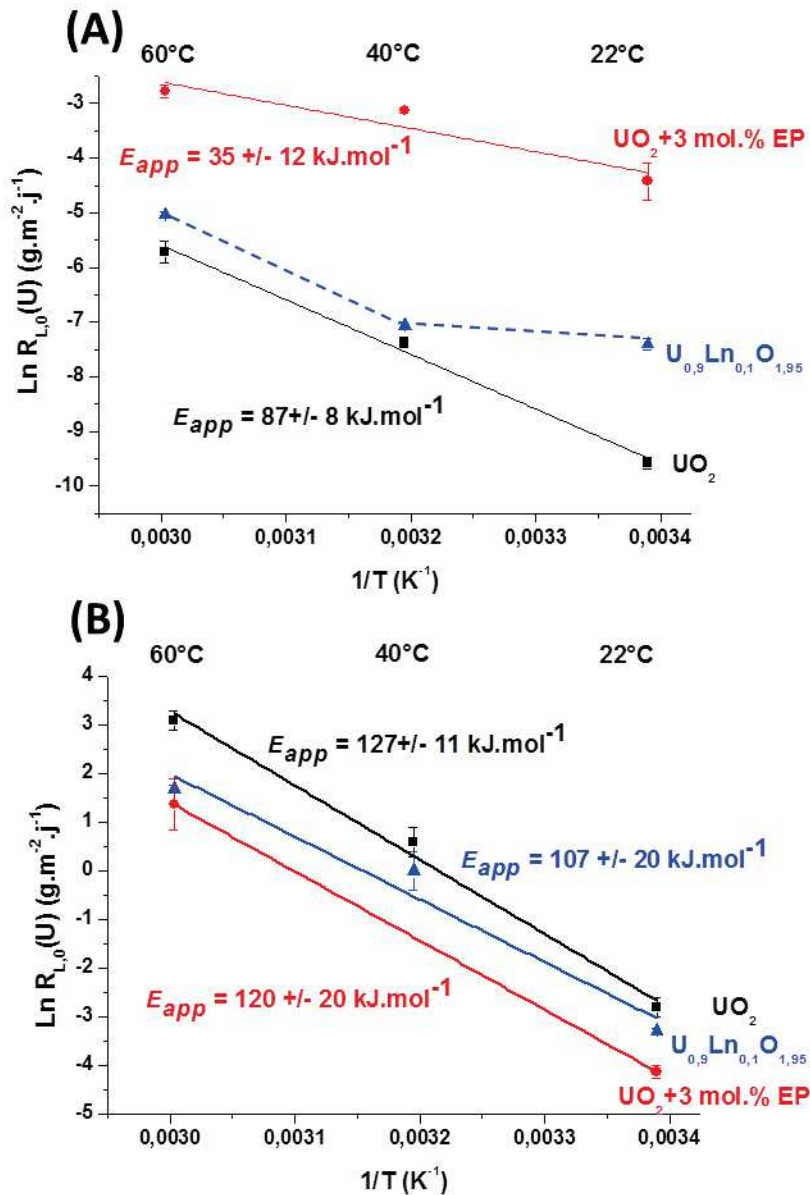 (A)
60°C 40°C 22°C
-3
-4
-5
-6
-7
-8
-9
-10
Ln R_L,0(U) (g.m⁻².j⁻¹)
UO₂+3 mol.% EP
E_app = 35 +/- 12 kJ.mol⁻¹
U₀,₉Ln₀,₁O₁,₉₅
E_app = 87+/- 8 kJ.mol⁻¹
UO₂
0,0030 0,0031 0,0032 0,0033 0,0034
1/T (K⁻¹)
(B)
60°C 40°C 22°C
4
3
2
1
0
-1
-2
-3
-4
-5
Ln R_L,0(U) (g.m⁻².j⁻¹)
E_app = 127+/- 11 kJ.mol⁻¹
E_app = 107 +/- 20 kJ.mol⁻¹
E_app = 120 +/- 20 kJ.mol⁻¹
UO₂
U₀,₉Ln₀,₁O₁,₉₅
UO₂+3 mol.% EP
0,0030 0,0031 0,0032 0,0033 0,0034
1/T (K⁻¹)